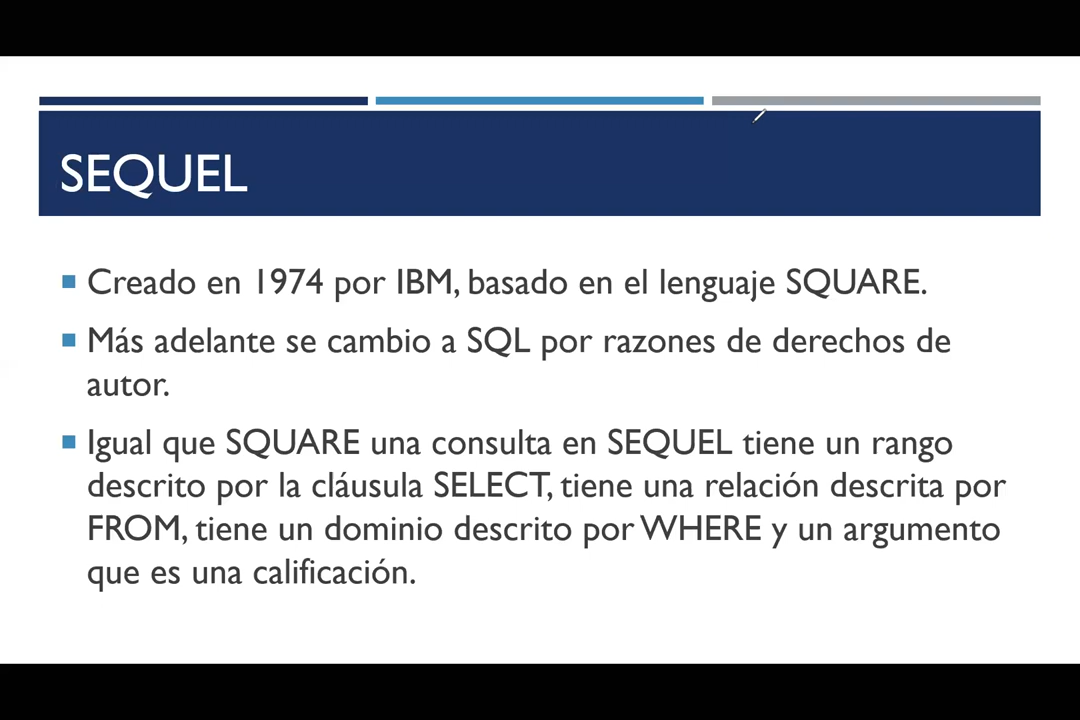 SEQUEL
Creado en 1974 por IBM, basado en el lenguaje SQUARE.
Más adelante se cambio a SQL por razones de derechos de
autor.
Igual que SQUARE una consulta en SEQUEL tiene un rango
descrito por la cláusula SELECT, tiene una relación descrita por
FROM, tiene un dominio descrito por WHERE y un argumento
que es una calificación.